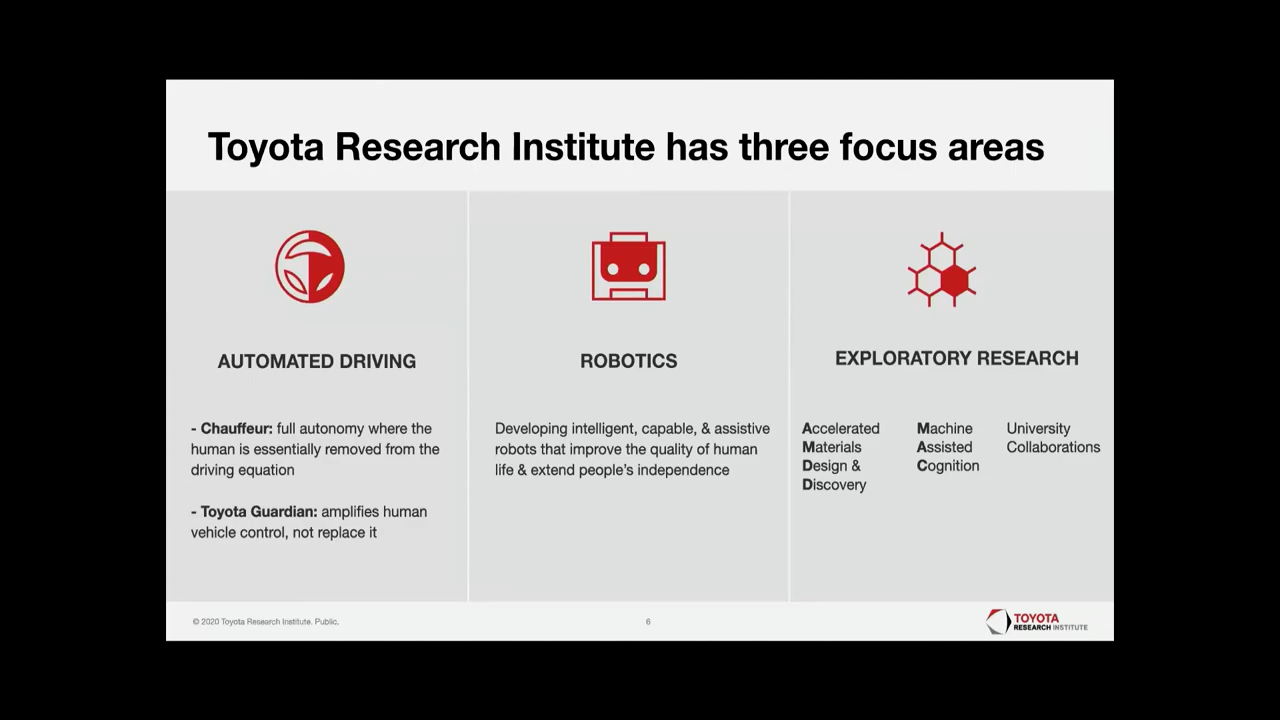 Toyota Research Institute has three focus areas
AUTOMATED DRIVING
- Chauffeur: full autonomy where the
human is essentially removed from the
driving equation
- Toyota Guardian: amplifies human
vehicle control, not replace it
ROBOTICS
Developing intelligent, capable, & assistive
robots that improve the quality of human
life & extend people's independence
EXPLORATORY RESEARCH
Accelerated
Materials
Design &
Discovery
Machine
Assisted
Cognition
University
Collaborations
© 2020 Toyota Research Institute. Public.
6
TOYOTA
RESEARCH INSTITUTE